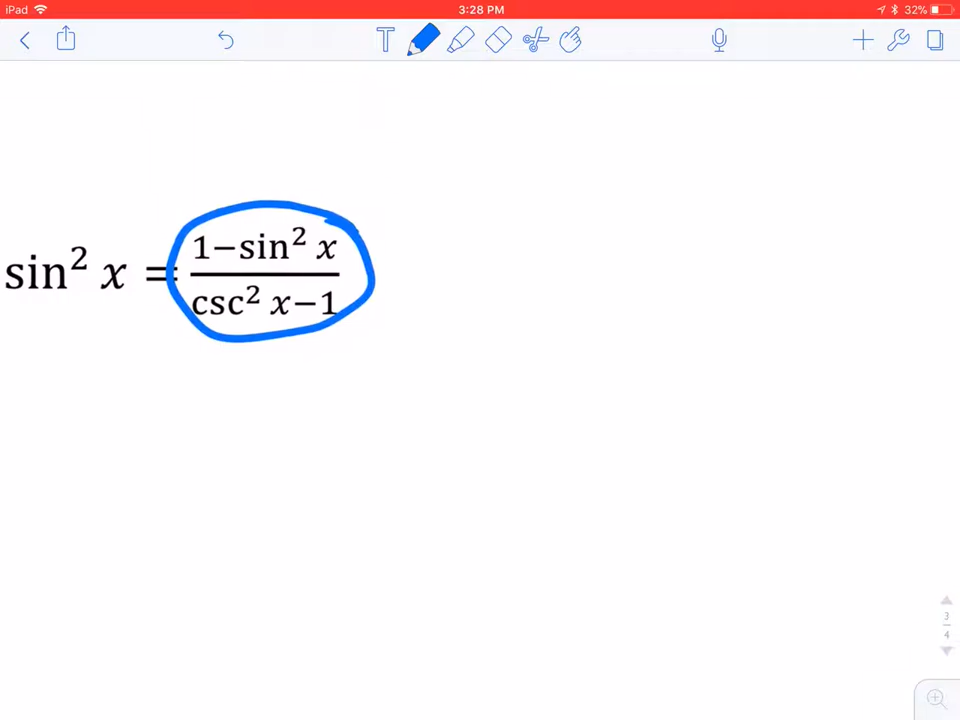 iPad 3:28 PM 32%
T
sin² x = (1−sin² x)/(csc² x−1)
3
4